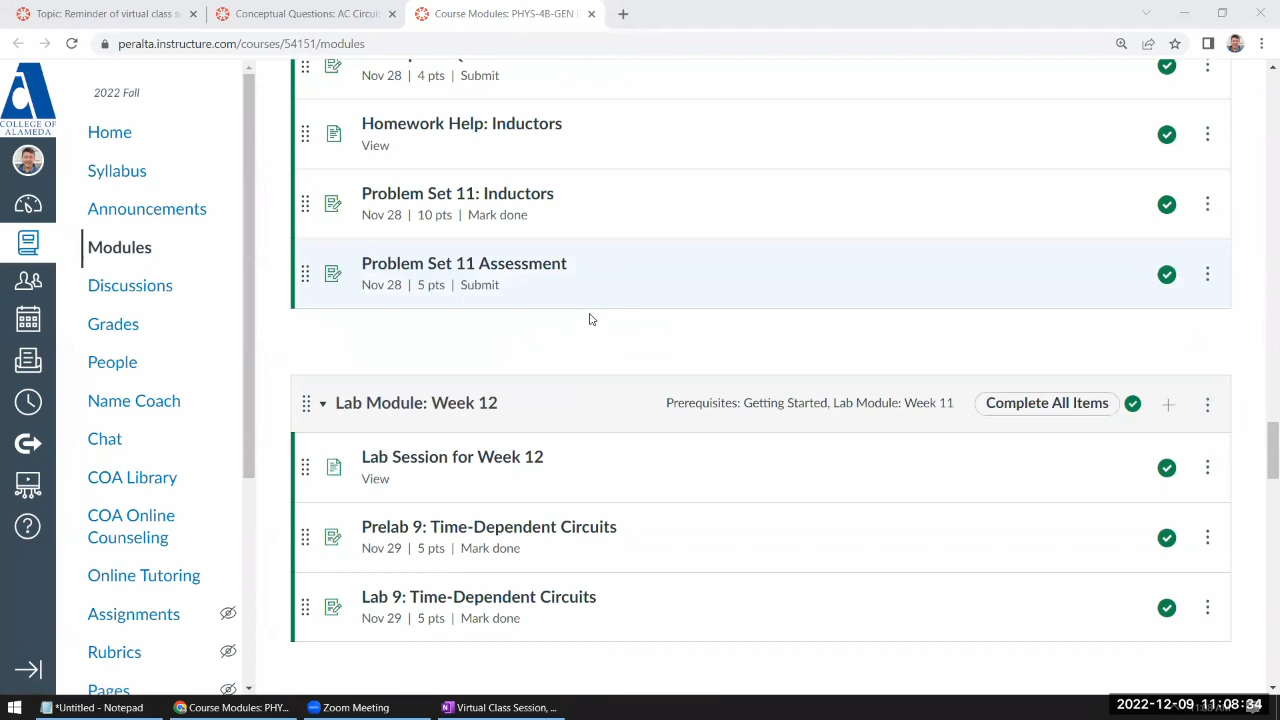 Topic: Reminder of virtual class s
Conceptual Questions: AC Circui
Course Modules: PHYS-4B-GEN
peralta.instructure.com/courses/54151/modules
COLLEGE OF
ALAMEDA
2022 Fall
Home
Syllabus
Announcements
Modules
Discussions
Grades
People
Name Coach
Chat
COA Library
COA Online
Counseling
Online Tutoring
Assignments
Rubrics
Pages
Nov 28 | 4 pts | Submit
Homework Help: Inductors
View
Problem Set 11: Inductors
Nov 28 | 10 pts | Mark done
Problem Set 11 Assessment
Nov 28 | 5 pts | Submit
Lab Module: Week 12
Prerequisites: Getting Started, Lab Module: Week 11
Complete All Items
Lab Session for Week 12
View
Prelab 9: Time-Dependent Circuits
Nov 29 | 5 pts | Mark done
Lab 9: Time-Dependent Circuits
Nov 29 | 5 pts | Mark done
*Untitled - Notepad
Course Modules: PHY...
Zoom Meeting
Virtual Class Session, ...
2022-12-09 11:08:34